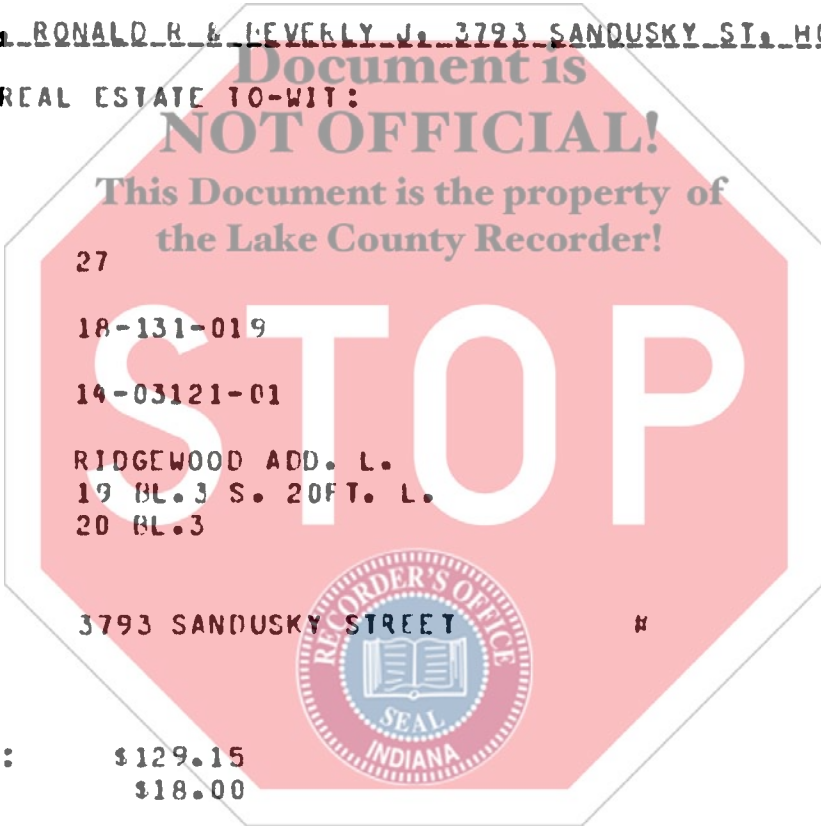 RONALD R & BEVERLY J. 3793 SANDUSKY ST. HO
REAL ESTATE TO-WIT:
Document is
NOT OFFICIAL!
This Document is the property of
the Lake County Recorder!
27
18-131-019
14-03121-01
STOP
RIDGEWOOD ADD. L.
19 BL.3 S. 20FT. L.
20 BL.3
3793 SANDUSKY STREET H
RECORDER'S OFFICE
SEAL
INDIANA
: $129.15
$18.00